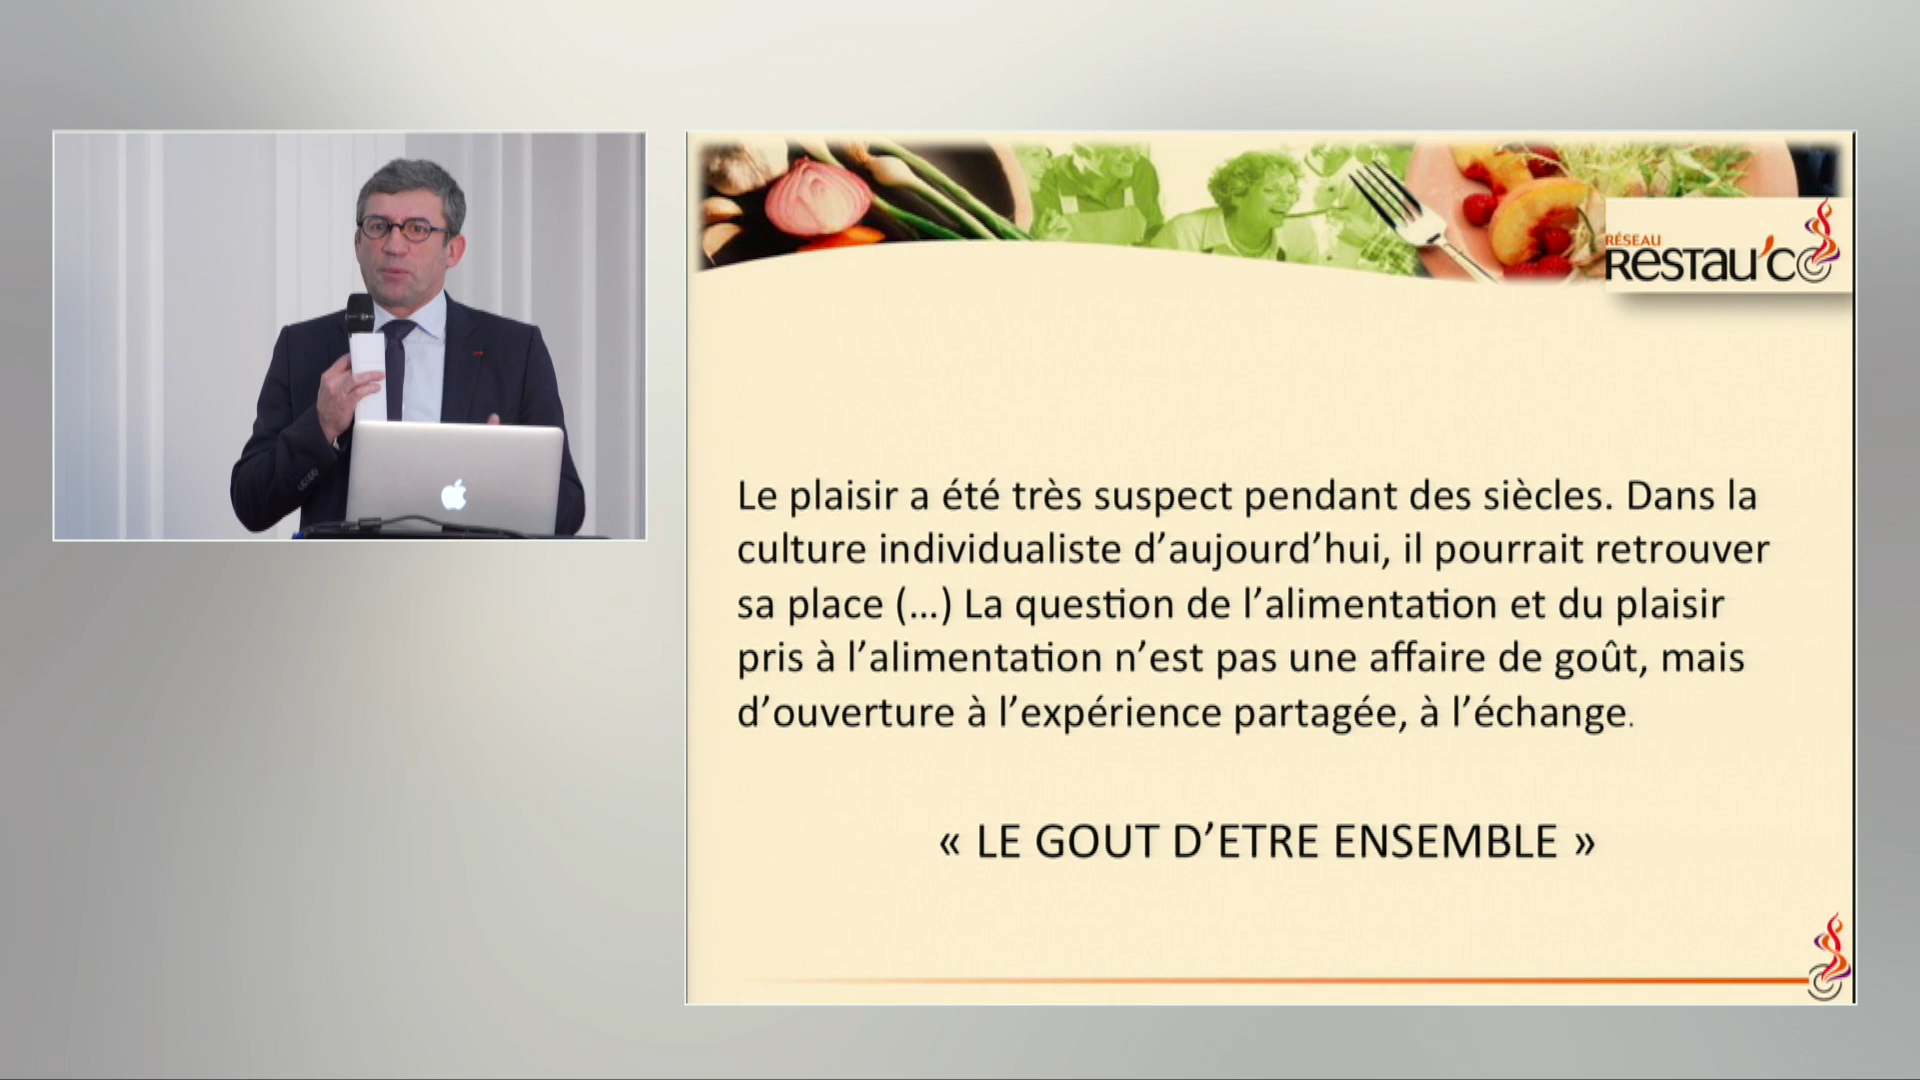 RÉSEAU
RESTAU'CO
Le plaisir a été très suspect pendant des siècles. Dans la
culture individualiste d'aujourd'hui, il pourrait retrouver
sa place (...) La question de l'alimentation et du plaisir
pris à l'alimentation n'est pas une affaire de goût, mais
d'ouverture à l'expérience partagée, à l'échange.
« LE GOUT D'ETRE ENSEMBLE »